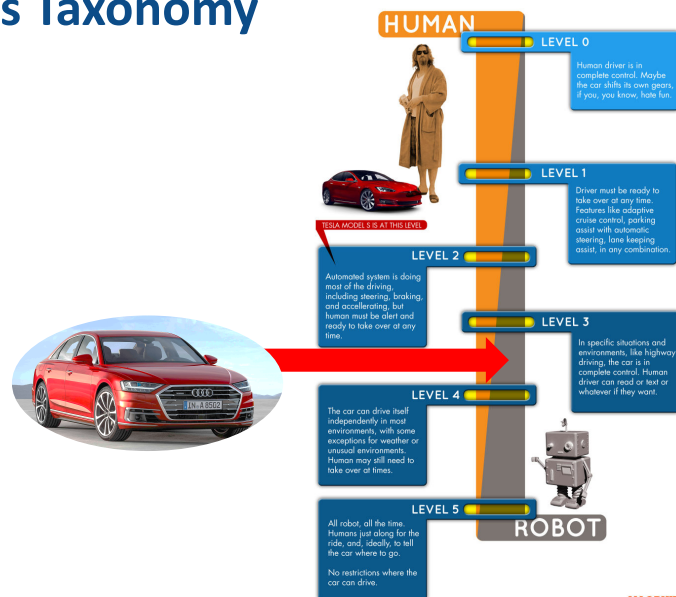 s Taxonomy
HUMAN
LEVEL 0
Human driver is in
complete control. Maybe
the car shifts its own gears,
if you, you know, hate fun.
LEVEL 1
Driver must be ready to
take over at any time.
Features like adaptive
cruise control, parking
assist with automatic
steering, lane keeping
assist, in any combination.
TESLA MODEL S IS AT THIS LEVEL
LEVEL 2
Automated system is doing
most of the driving,
including steering, braking,
and accellerating, but
human must be alert and
ready to take over at any
time.
LEVEL 3
In specific situations and
environments, like highway
driving, the car is in
complete control. Human
driver can read or text or
whatever if they want.
IN·A 8502
LEVEL 4
The car can drive itself
independently in most
environments, with some
exceptions for weather or
unusual environments.
Human may still need to
take over at times.
LEVEL 5
All robot, all the time.
Humans just along for the
ride, and, ideally, to tell
the car where to go.
No restrictions where the
car can drive.
ROBOT